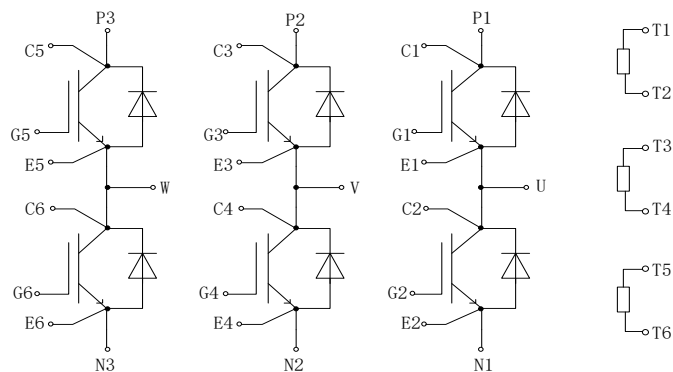 P3 P2 P1
T1
C5 C3 C1
T2
G5 G3 G1
T3
E5 E3 E1
W V U
C6 C4 C2
T4
T5
G6 G4 G2
E6 E4 E2
T6
N3 N2 N1